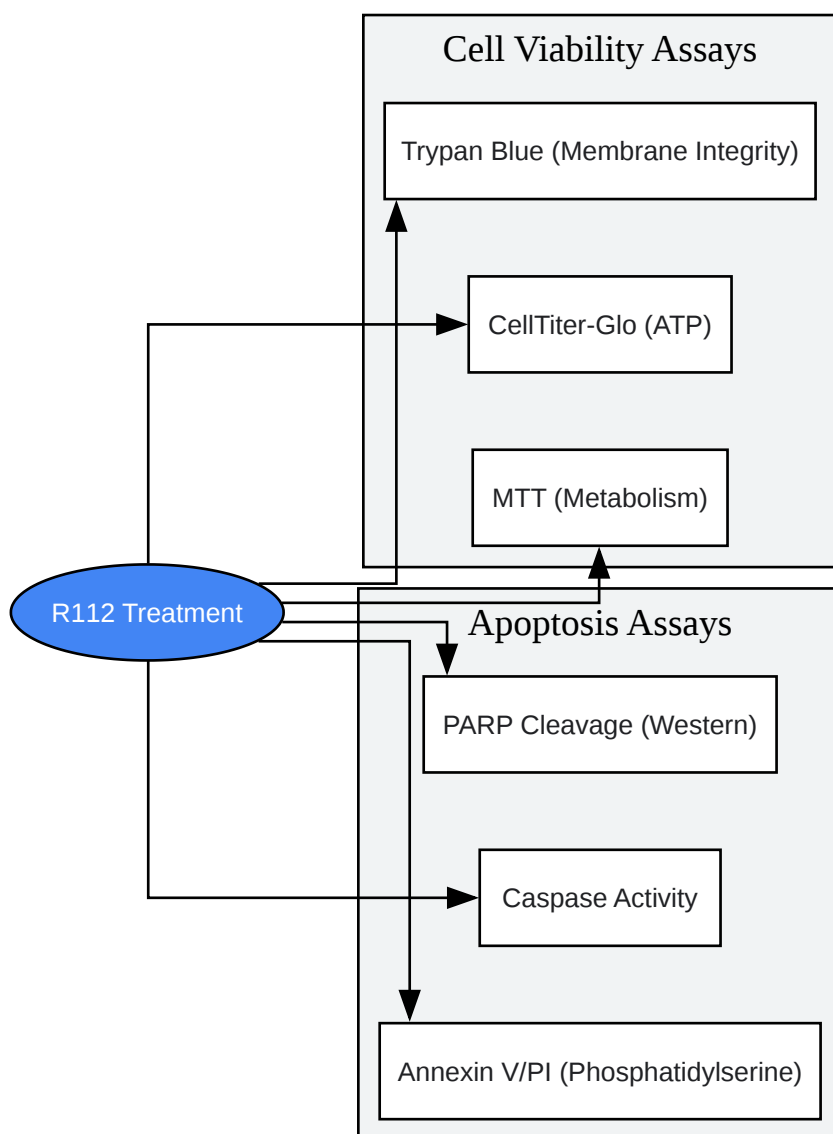 Cell Viability Assays
Trypan Blue (Membrane Integrity)
CellTiter-Glo (ATP)
MTT (Metabolism)
R112 Treatment
Apoptosis Assays
PARP Cleavage (Western)
Caspase Activity
Annexin V/PI (Phosphatidylserine)